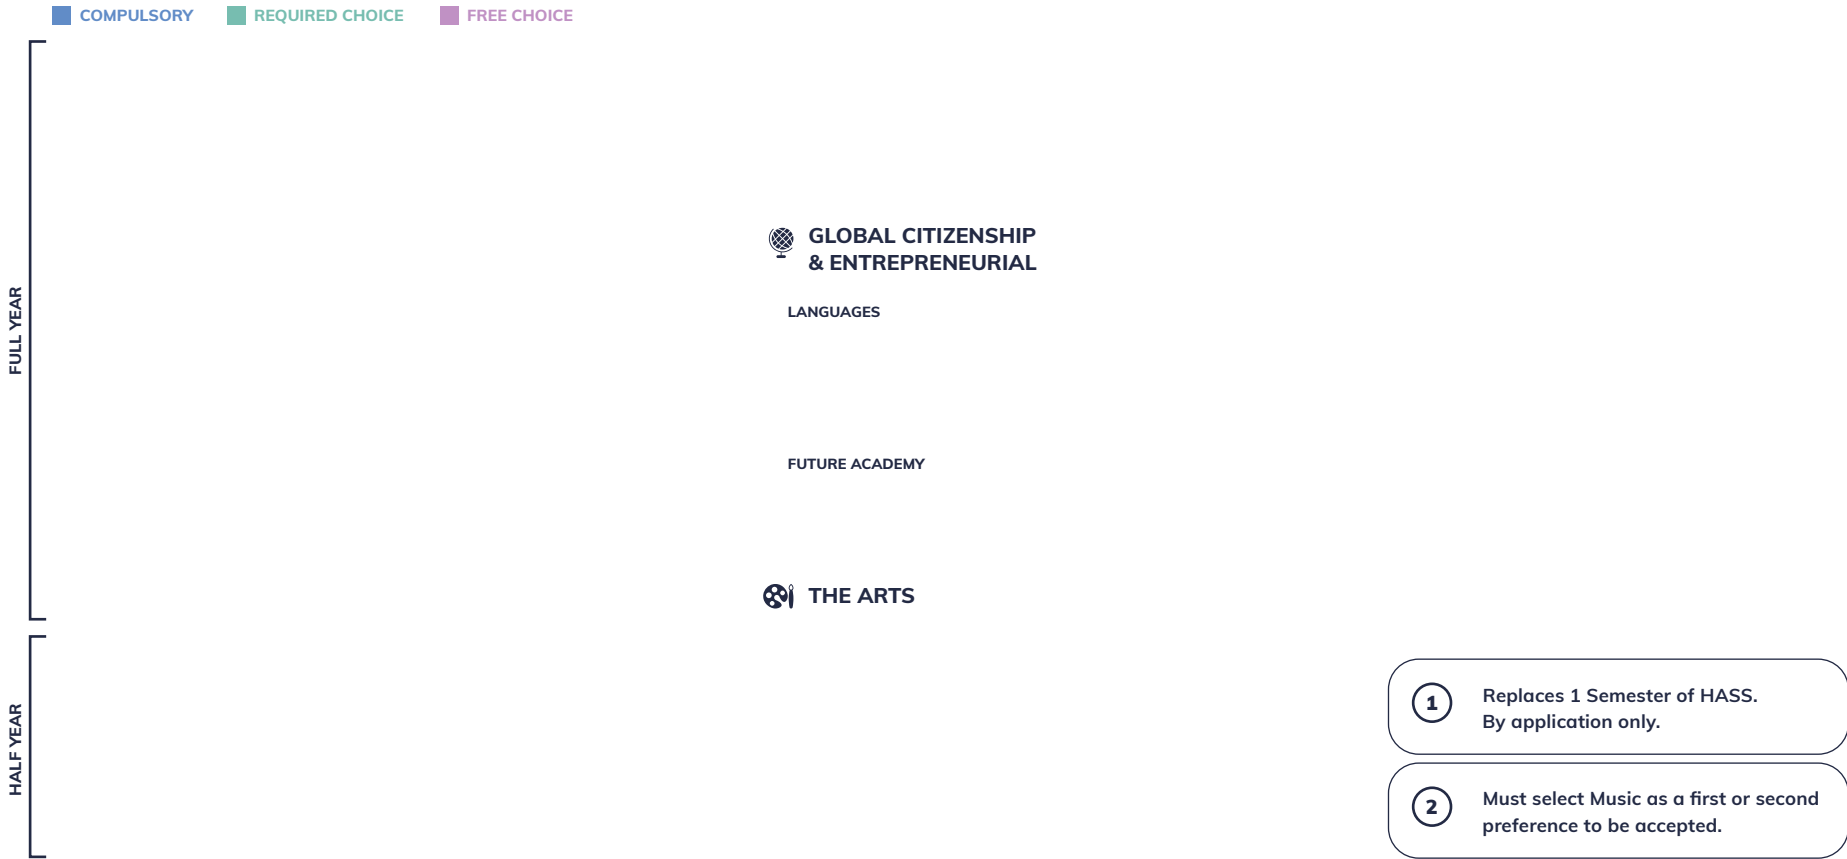 COMPULSORY REQUIRED CHOICE FREE CHOICE
FULL YEAR
GLOBAL CITIZENSHIP
& ENTREPRENEURIAL
LANGUAGES
FUTURE ACADEMY
THE ARTS
HALF YEAR
1 Replaces 1 Semester of HASS.
By application only.
2 Must select Music as a first or second
preference to be accepted.